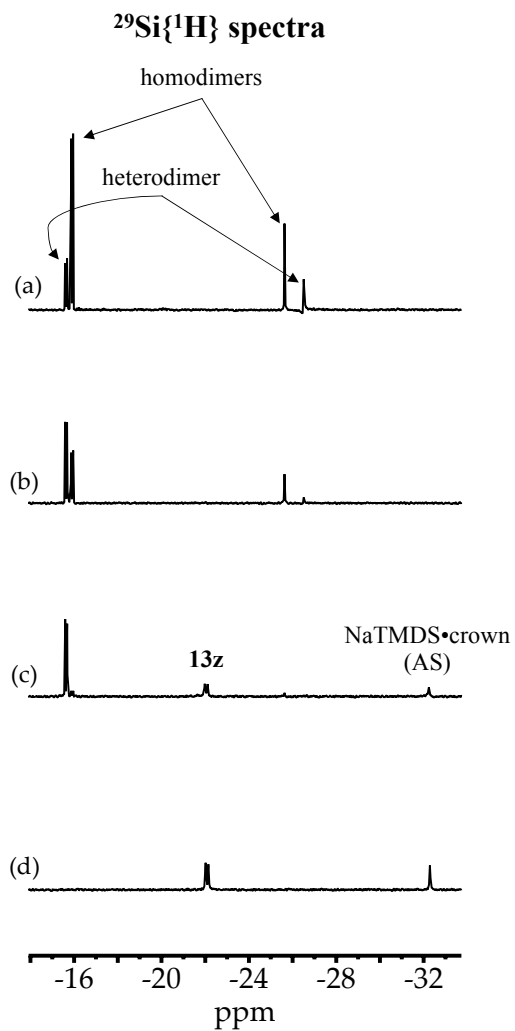 ²⁹Si{¹H} spectra
homodimers
heterodimer
(a)
(b)
(c)
13z
NaTMDS•crown
(AS)
(d)
-16 -20 -24 -28 -32
ppm